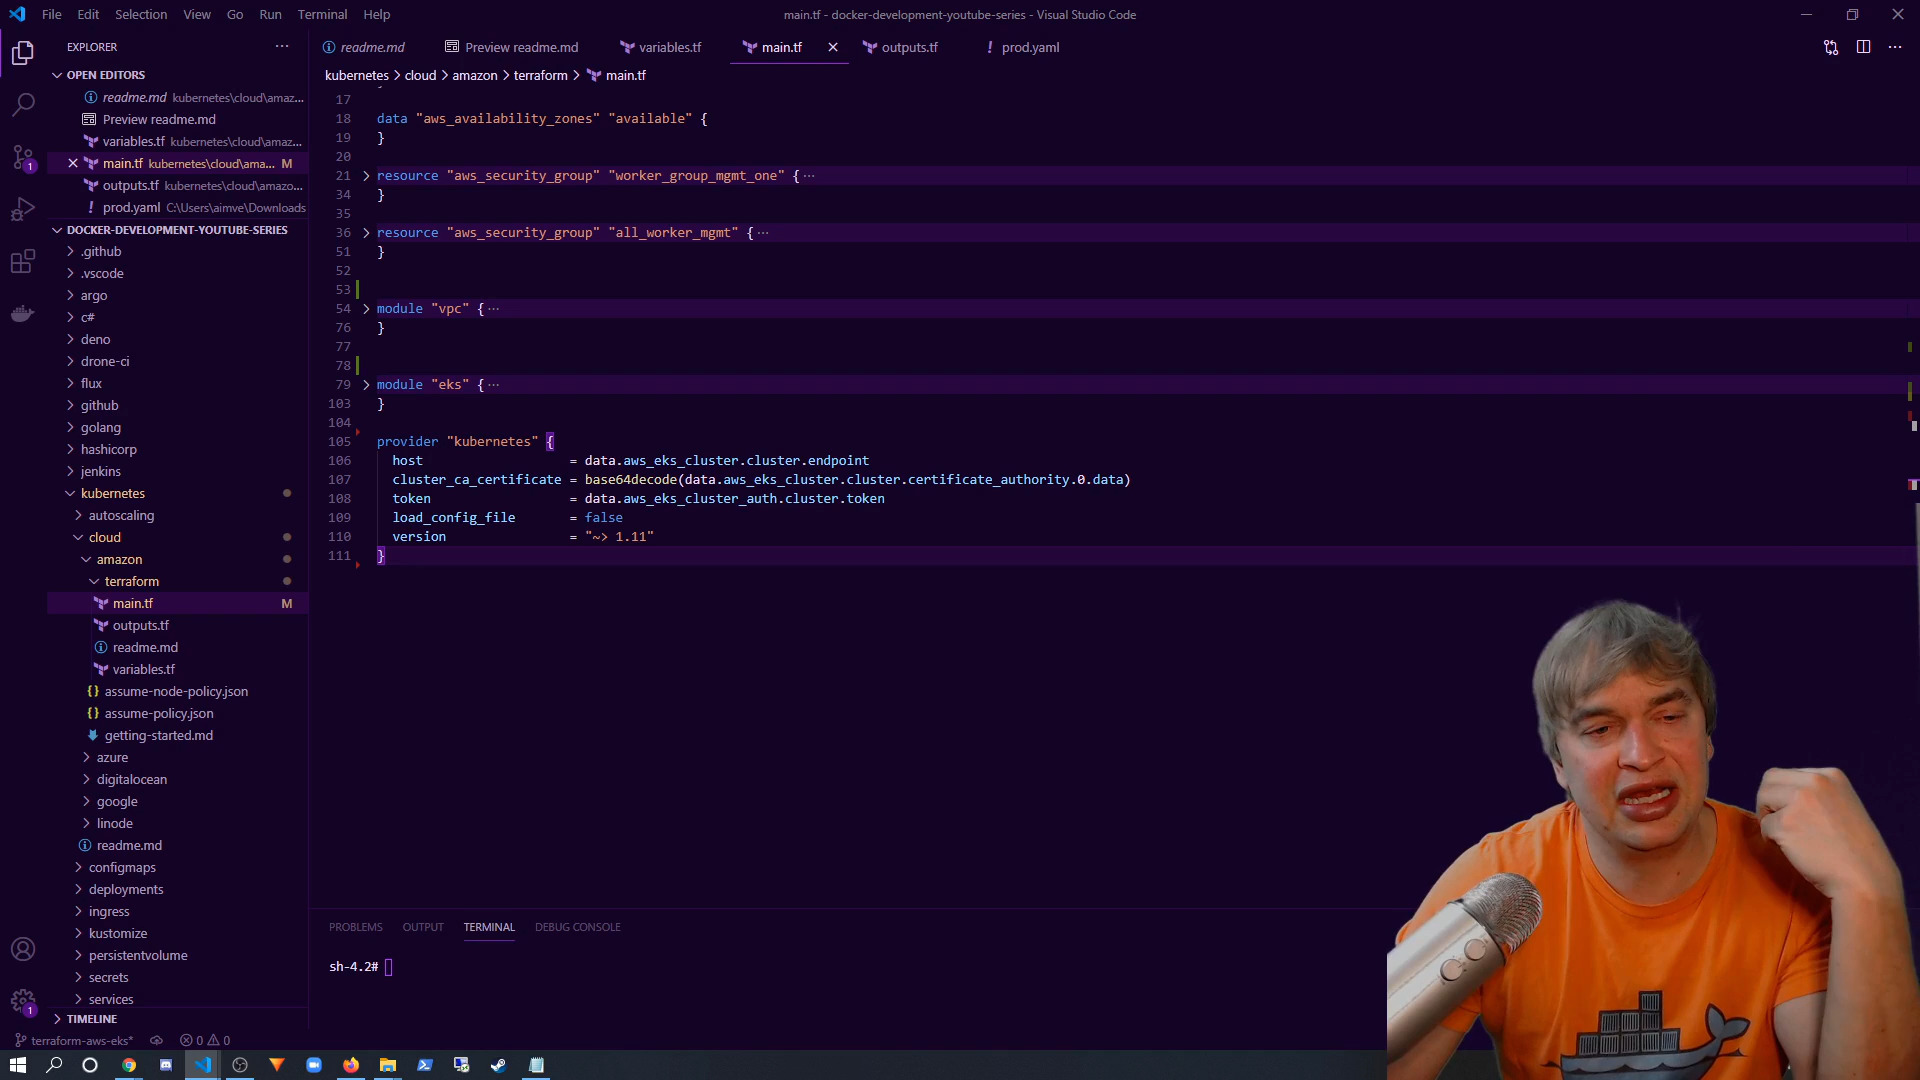 File Edit Selection View Go Run Terminal Help
main.tf - docker-development-youtube-series - Visual Studio Code
EXPLORER
OPEN EDITORS
readme.md kubernetes\cloud\amaz...
Preview readme.md
variables.tf kubernetes\cloud\amaz...
main.tf kubernetes\cloud\ama... M
outputs.tf kubernetes\cloud\amazo...
prod.yaml C:\Users\aimve\Downloads
DOCKER-DEVELOPMENT-YOUTUBE-SERIES
.github
.vscode
argo
c#
deno
drone-ci
flux
github
golang
hashicorp
jenkins
kubernetes
autoscaling
cloud
amazon
terraform
main.tf M
outputs.tf
readme.md
variables.tf
assume-node-policy.json
assume-policy.json
getting-started.md
azure
digitalocean
google
linode
readme.md
configmaps
deployments
ingress
kustomize
persistentvolume
secrets
services
TIMELINE
readme.md Preview readme.md variables.tf main.tf outputs.tf prod.yaml
kubernetes > cloud > amazon > terraform > main.tf
17
18 data "aws_availability_zones" "available" {
19 }
20
21 resource "aws_security_group" "worker_group_mgmt_one" {...
34 }
35
36 resource "aws_security_group" "all_worker_mgmt" {...
51 }
52
53
54 module "vpc" {...
76 }
77
78
79 module "eks" {...
103 }
104
105 provider "kubernetes" {
106 host = data.aws_eks_cluster.cluster.endpoint
107 cluster_ca_certificate = base64decode(data.aws_eks_cluster.cluster.certificate_authority.0.data)
108 token = data.aws_eks_cluster_auth.cluster.token
109 load_config_file = false
110 version = "~> 1.11"
111 }
PROBLEMS OUTPUT TERMINAL DEBUG CONSOLE
sh-4.2#
1
1
terraform-aws-eks* 0 0